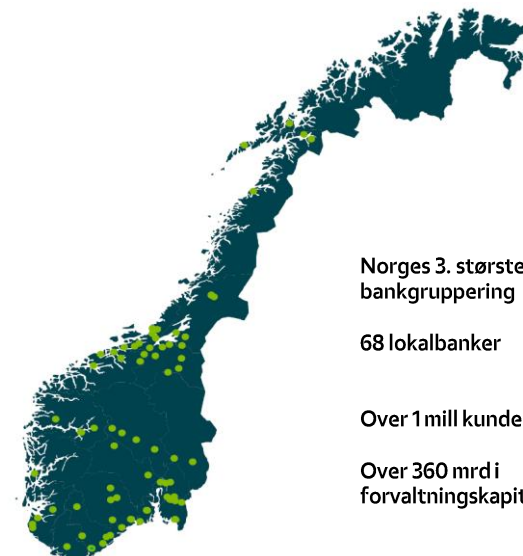 Norges 3. største
bankgruppering
68 lokalbanker
Over 1 mill kunde
Over 360 mrd i
forvaltningskapit